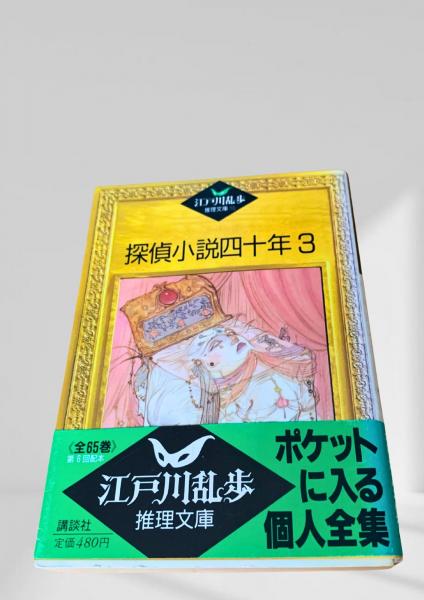 江戸川乱歩
推理文庫
探偵小説四十年3
〈全65巻〉
第6回配本
江戸川乱歩
推理文庫
ポケット
に入る
個人全集
講談社
定価480円